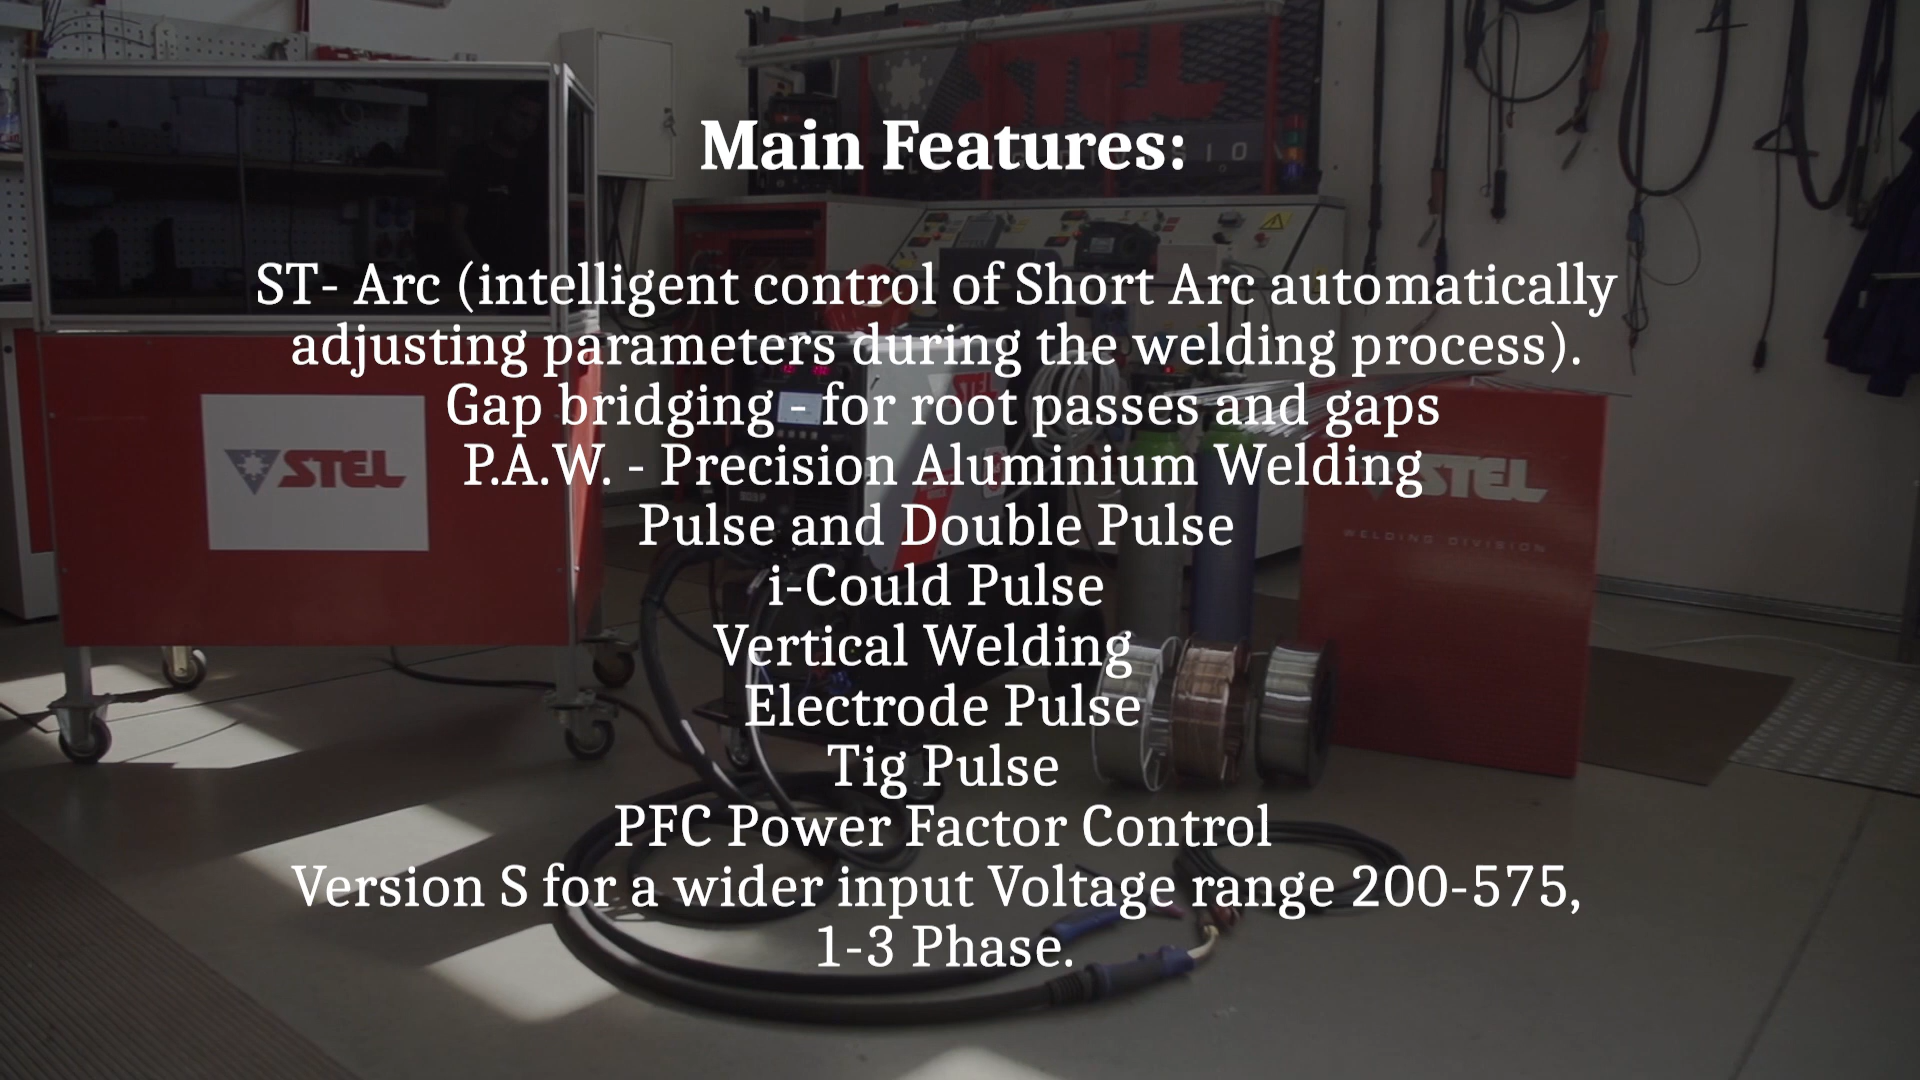 STEL
Main Features:
ST- Arc (intelligent control of Short Arc automatically
adjusting parameters during the welding process).
Gap bridging - for root passes and gaps
P.A.W. - Precision Aluminium Welding
Pulse and Double Pulse
i-Could Pulse
Vertical Welding
Electrode Pulse
Tig Pulse
PFC Power Factor Control
Version S for a wider input Voltage range 200-575,
1-3 Phase.
STEL
STEL
WELDING DIVISION